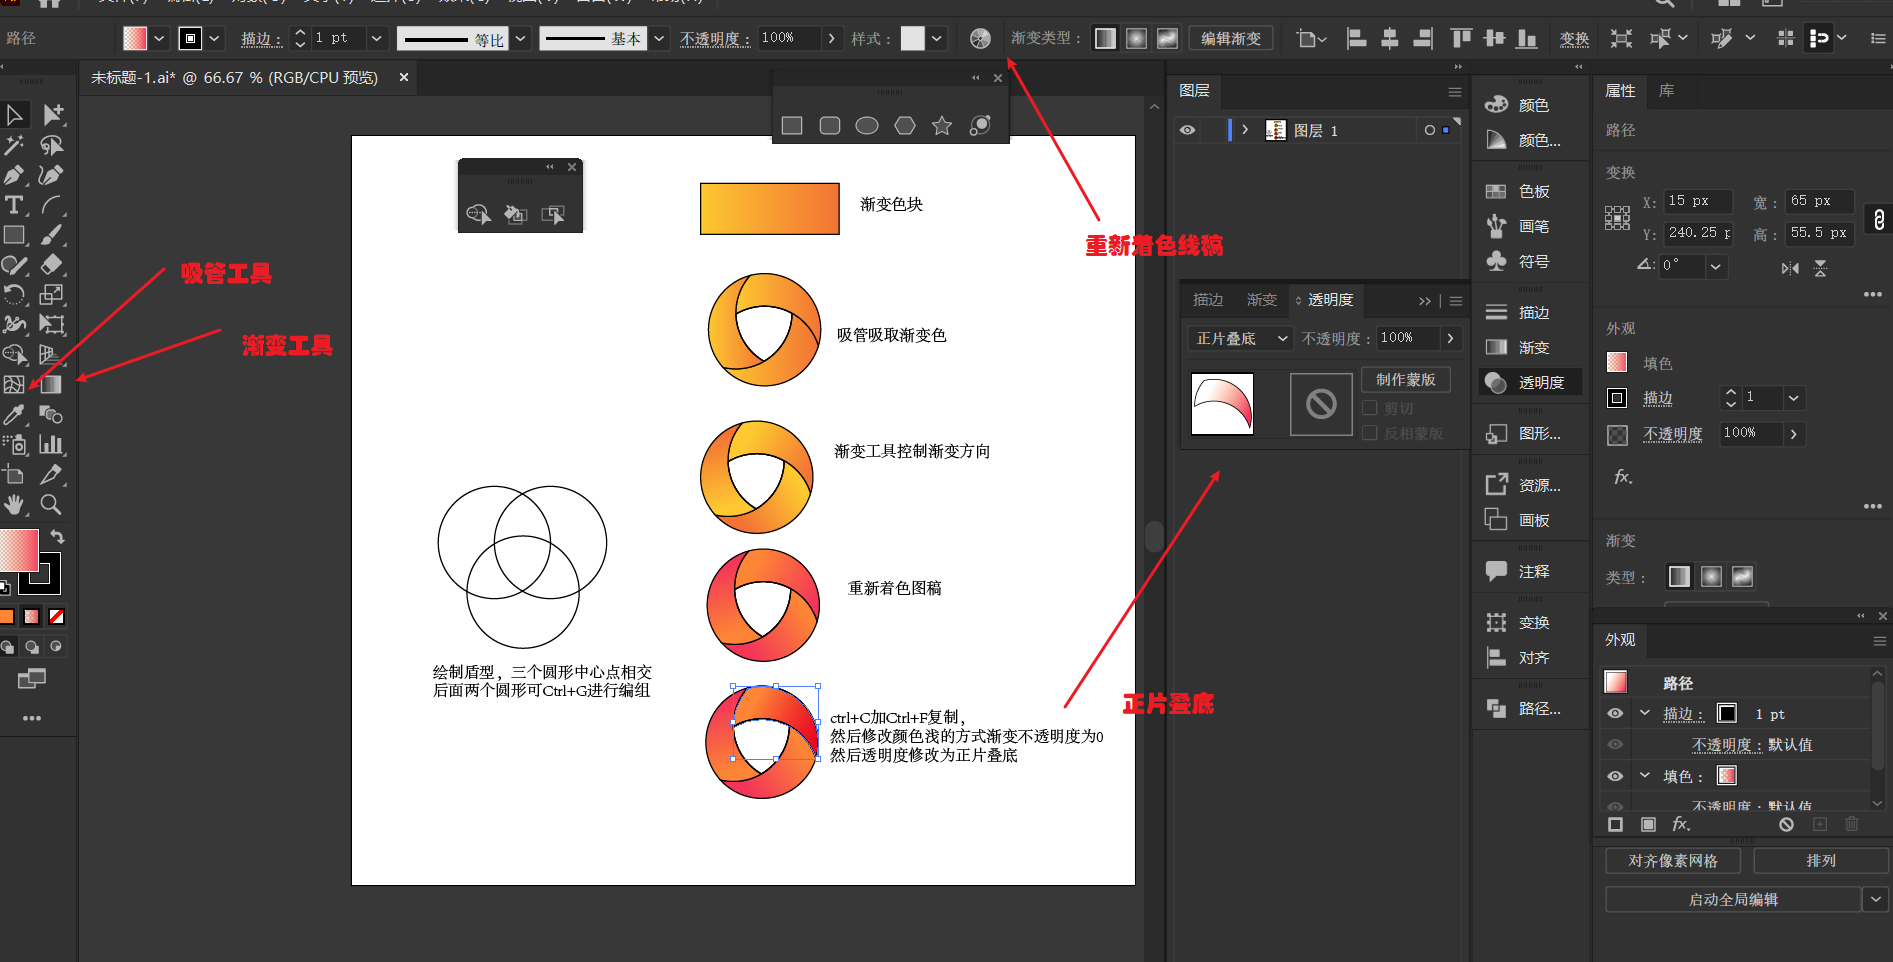 路径
描边：
1 pt
等比
基本
不透明度：
100%
样式：
渐变类型：
编辑渐变
变换
未标题-1.ai* @ 66.67 % (RGB/CPU 预览)
渐变色块
吸管吸取渐变色
渐变工具控制渐变方向
重新着色图稿
绘制盾型，三个圆形中心点相交
后面两个圆形可Ctrl+G进行编组
ctrl+C加Ctrl+F复制，
然后修改颜色浅的方式渐变不透明度为0
然后透明度修改为正片叠底
吸管工具
渐变工具
重新着色线稿
正片叠底
图层
图层 1
描边
渐变
透明度
正片叠底
不透明度：
100%
制作蒙版
剪切
反相蒙版
颜色
颜色...
色板
画笔
符号
描边
渐变
透明度
图形...
资源...
画板
注释
变换
对齐
路径...
属性
库
路径
变换
X:
15 px
宽：
65 px
Y:
240.25 p
高：
55.5 px
0°
外观
填色
描边
1
不透明度
100%
fx.
渐变
类型：
外观
路径
描边：
1 pt
不透明度：默认值
填色：
不透明度：默认值
fx.
对齐像素网格
排列
启动全局编辑